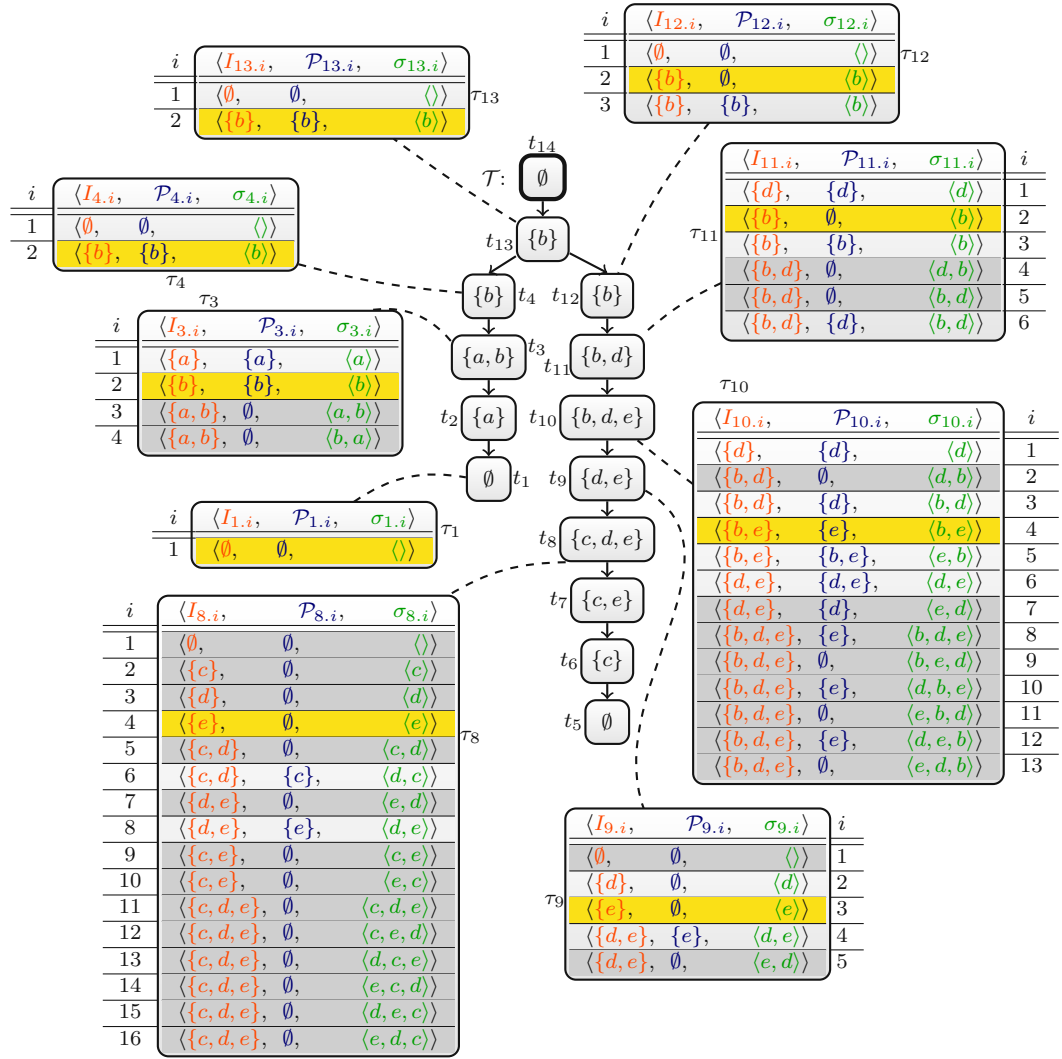 i ⟨I₁₃.ᵢ, 𝒫₁₃.ᵢ, σ₁₃.ᵢ⟩
1 ⟨∅, ∅, ⟨⟩⟩
2 ⟨{b}, {b}, ⟨b⟩⟩
τ₁₃
i ⟨I₁₂.ᵢ, 𝒫₁₂.ᵢ, σ₁₂.ᵢ⟩
1 ⟨∅, ∅, ⟨⟩⟩
2 ⟨{b}, ∅, ⟨b⟩⟩
3 ⟨{b}, {b}, ⟨b⟩⟩
τ₁₂
i ⟨I₄.ᵢ, 𝒫₄.ᵢ, σ₄.ᵢ⟩
1 ⟨∅, ∅, ⟨⟩⟩
2 ⟨{b}, {b}, ⟨b⟩⟩
τ₄
⟨I₁₁.ᵢ, 𝒫₁₁.ᵢ, σ₁₁.ᵢ⟩ i
⟨{d}, {d}, ⟨d⟩⟩ 1
⟨{b}, ∅, ⟨b⟩⟩ 2
⟨{b}, {b}, ⟨b⟩⟩ 3
⟨{b, d}, ∅, ⟨d, b⟩⟩ 4
⟨{b, d}, ∅, ⟨b, d⟩⟩ 5
⟨{b, d}, {d}, ⟨b, d⟩⟩ 6
τ₁₁
τ₃
i ⟨I₃.ᵢ, 𝒫₃.ᵢ, σ₃.ᵢ⟩
1 ⟨{a}, {a}, ⟨a⟩⟩
2 ⟨{b}, {b}, ⟨b⟩⟩
3 ⟨{a, b}, ∅, ⟨a, b⟩⟩
4 ⟨{a, b}, ∅, ⟨b, a⟩⟩
t₁₄
𝒯: ∅
t₁₃ {b}
{b} t₄
t₁₂ {b}
{a, b} t₃
t₁₁ {b, d}
t₂ {a}
t₁₀ {b, d, e}
∅ t₁
t₉ {d, e}
t₈ {c, d, e}
t₇ {c, e}
t₆ {c}
t₅ ∅
τ₁₀
⟨I₁₀.ᵢ, 𝒫₁₀.ᵢ, σ₁₀.ᵢ⟩ i
⟨{d}, {d}, ⟨d⟩⟩ 1
⟨{b, d}, ∅, ⟨d, b⟩⟩ 2
⟨{b, d}, {d}, ⟨b, d⟩⟩ 3
⟨{b, e}, {e}, ⟨b, e⟩⟩ 4
⟨{b, e}, {b, e}, ⟨e, b⟩⟩ 5
⟨{d, e}, {d, e}, ⟨d, e⟩⟩ 6
⟨{d, e}, {d}, ⟨e, d⟩⟩ 7
⟨{b, d, e}, {e}, ⟨b, d, e⟩⟩ 8
⟨{b, d, e}, ∅, ⟨b, e, d⟩⟩ 9
⟨{b, d, e}, {e}, ⟨d, b, e⟩⟩ 10
⟨{b, d, e}, ∅, ⟨e, b, d⟩⟩ 11
⟨{b, d, e}, {e}, ⟨d, e, b⟩⟩ 12
⟨{b, d, e}, ∅, ⟨e, d, b⟩⟩ 13
i ⟨I₁.ᵢ, 𝒫₁.ᵢ, σ₁.ᵢ⟩
1 ⟨∅, ∅, ⟨⟩⟩
τ₁
i ⟨I₈.ᵢ, 𝒫₈.ᵢ, σ₈.ᵢ⟩
1 ⟨∅, ∅, ⟨⟩⟩
2 ⟨{c}, ∅, ⟨c⟩⟩
3 ⟨{d}, ∅, ⟨d⟩⟩
4 ⟨{e}, ∅, ⟨e⟩⟩
5 ⟨{c, d}, ∅, ⟨c, d⟩⟩
6 ⟨{c, d}, {c}, ⟨d, c⟩⟩
7 ⟨{d, e}, ∅, ⟨e, d⟩⟩
8 ⟨{d, e}, {e}, ⟨d, e⟩⟩
9 ⟨{c, e}, ∅, ⟨c, e⟩⟩
10 ⟨{c, e}, ∅, ⟨e, c⟩⟩
11 ⟨{c, d, e}, ∅, ⟨c, d, e⟩⟩
12 ⟨{c, d, e}, ∅, ⟨c, e, d⟩⟩
13 ⟨{c, d, e}, ∅, ⟨d, c, e⟩⟩
14 ⟨{c, d, e}, ∅, ⟨e, c, d⟩⟩
15 ⟨{c, d, e}, ∅, ⟨d, e, c⟩⟩
16 ⟨{c, d, e}, ∅, ⟨e, d, c⟩⟩
τ₈
⟨I₉.ᵢ, 𝒫₉.ᵢ, σ₉.ᵢ⟩ i
⟨∅, ∅, ⟨⟩⟩ 1
⟨{d}, ∅, ⟨d⟩⟩ 2
⟨{e}, ∅, ⟨e⟩⟩ 3
⟨{d, e}, {e}, ⟨d, e⟩⟩ 4
⟨{d, e}, ∅, ⟨e, d⟩⟩ 5
τ₉